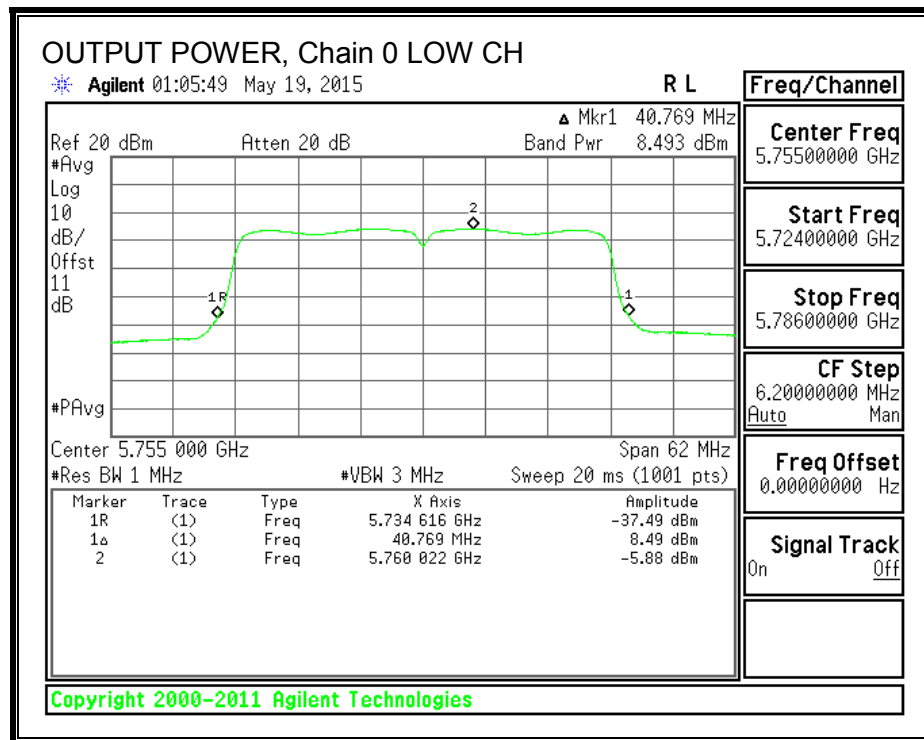 OUTPUT POWER, Chain 0 LOW CH
Agilent 01:05:49 May 19, 2015 R L
Freq/Channel
Δ Mkr1 40.769 MHz
Ref 20 dBm Atten 20 dB Band Pwr 8.493 dBm
#Avg
Log
10
dB/
Offst
11
dB
#PAvg
2
1R
1
Center 5.755 000 GHz Span 62 MHz
#Res BW 1 MHz #VBW 3 MHz Sweep 20 ms (1001 pts)
Marker Trace Type X Axis Amplitude
1R (1) Freq 5.734 616 GHz -37.49 dBm
1Δ (1) Freq 40.769 MHz 8.49 dBm
2 (1) Freq 5.760 022 GHz -5.88 dBm
Center Freq
5.75500000 GHz
Start Freq
5.72400000 GHz
Stop Freq
5.78600000 GHz
CF Step
6.20000000 MHz
Auto Man
Freq Offset
0.00000000 Hz
Signal Track
On Off
Copyright 2000-2011 Agilent Technologies